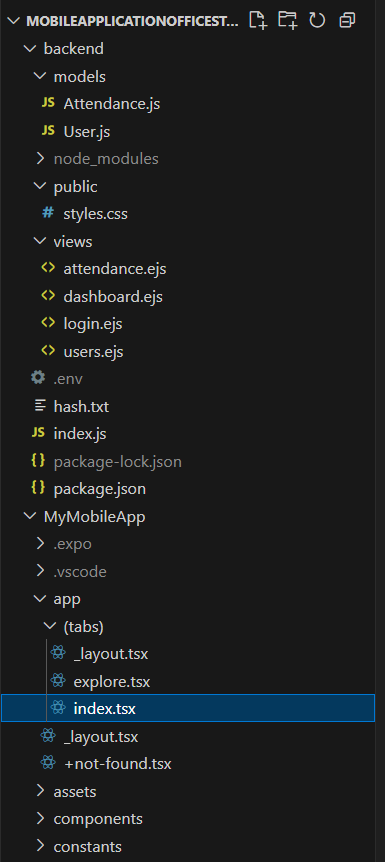 MOBILEAPPLICATIONOFFICEST...
backend
models
JS Attendance.js
JS User.js
node_modules
public
# styles.css
views
<> attendance.ejs
<> dashboard.ejs
<> login.ejs
<> users.ejs
.env
hash.txt
JS index.js
{} package-lock.json
{} package.json
MyMobileApp
.expo
.vscode
app
(tabs)
_layout.tsx
explore.tsx
index.tsx
_layout.tsx
+not-found.tsx
assets
components
constants